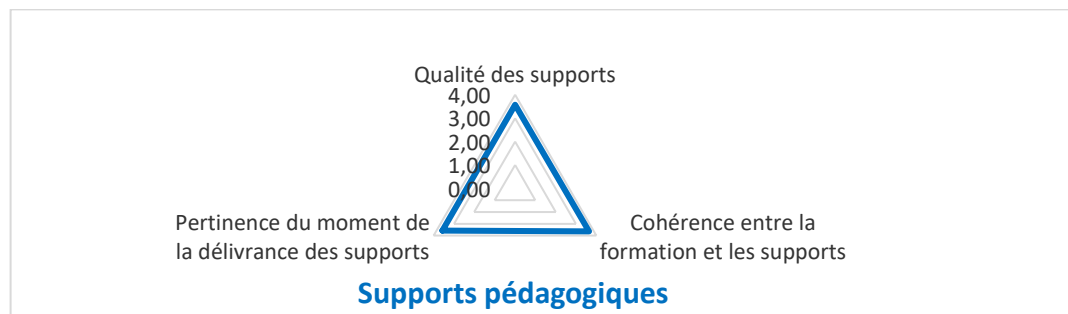 Qualité des supports
4,00
3,00
2,00
1,00
0,00
Pertinence du moment de
la délivrance des supports
Cohérence entre la
formation et les supports
Supports pédagogiques